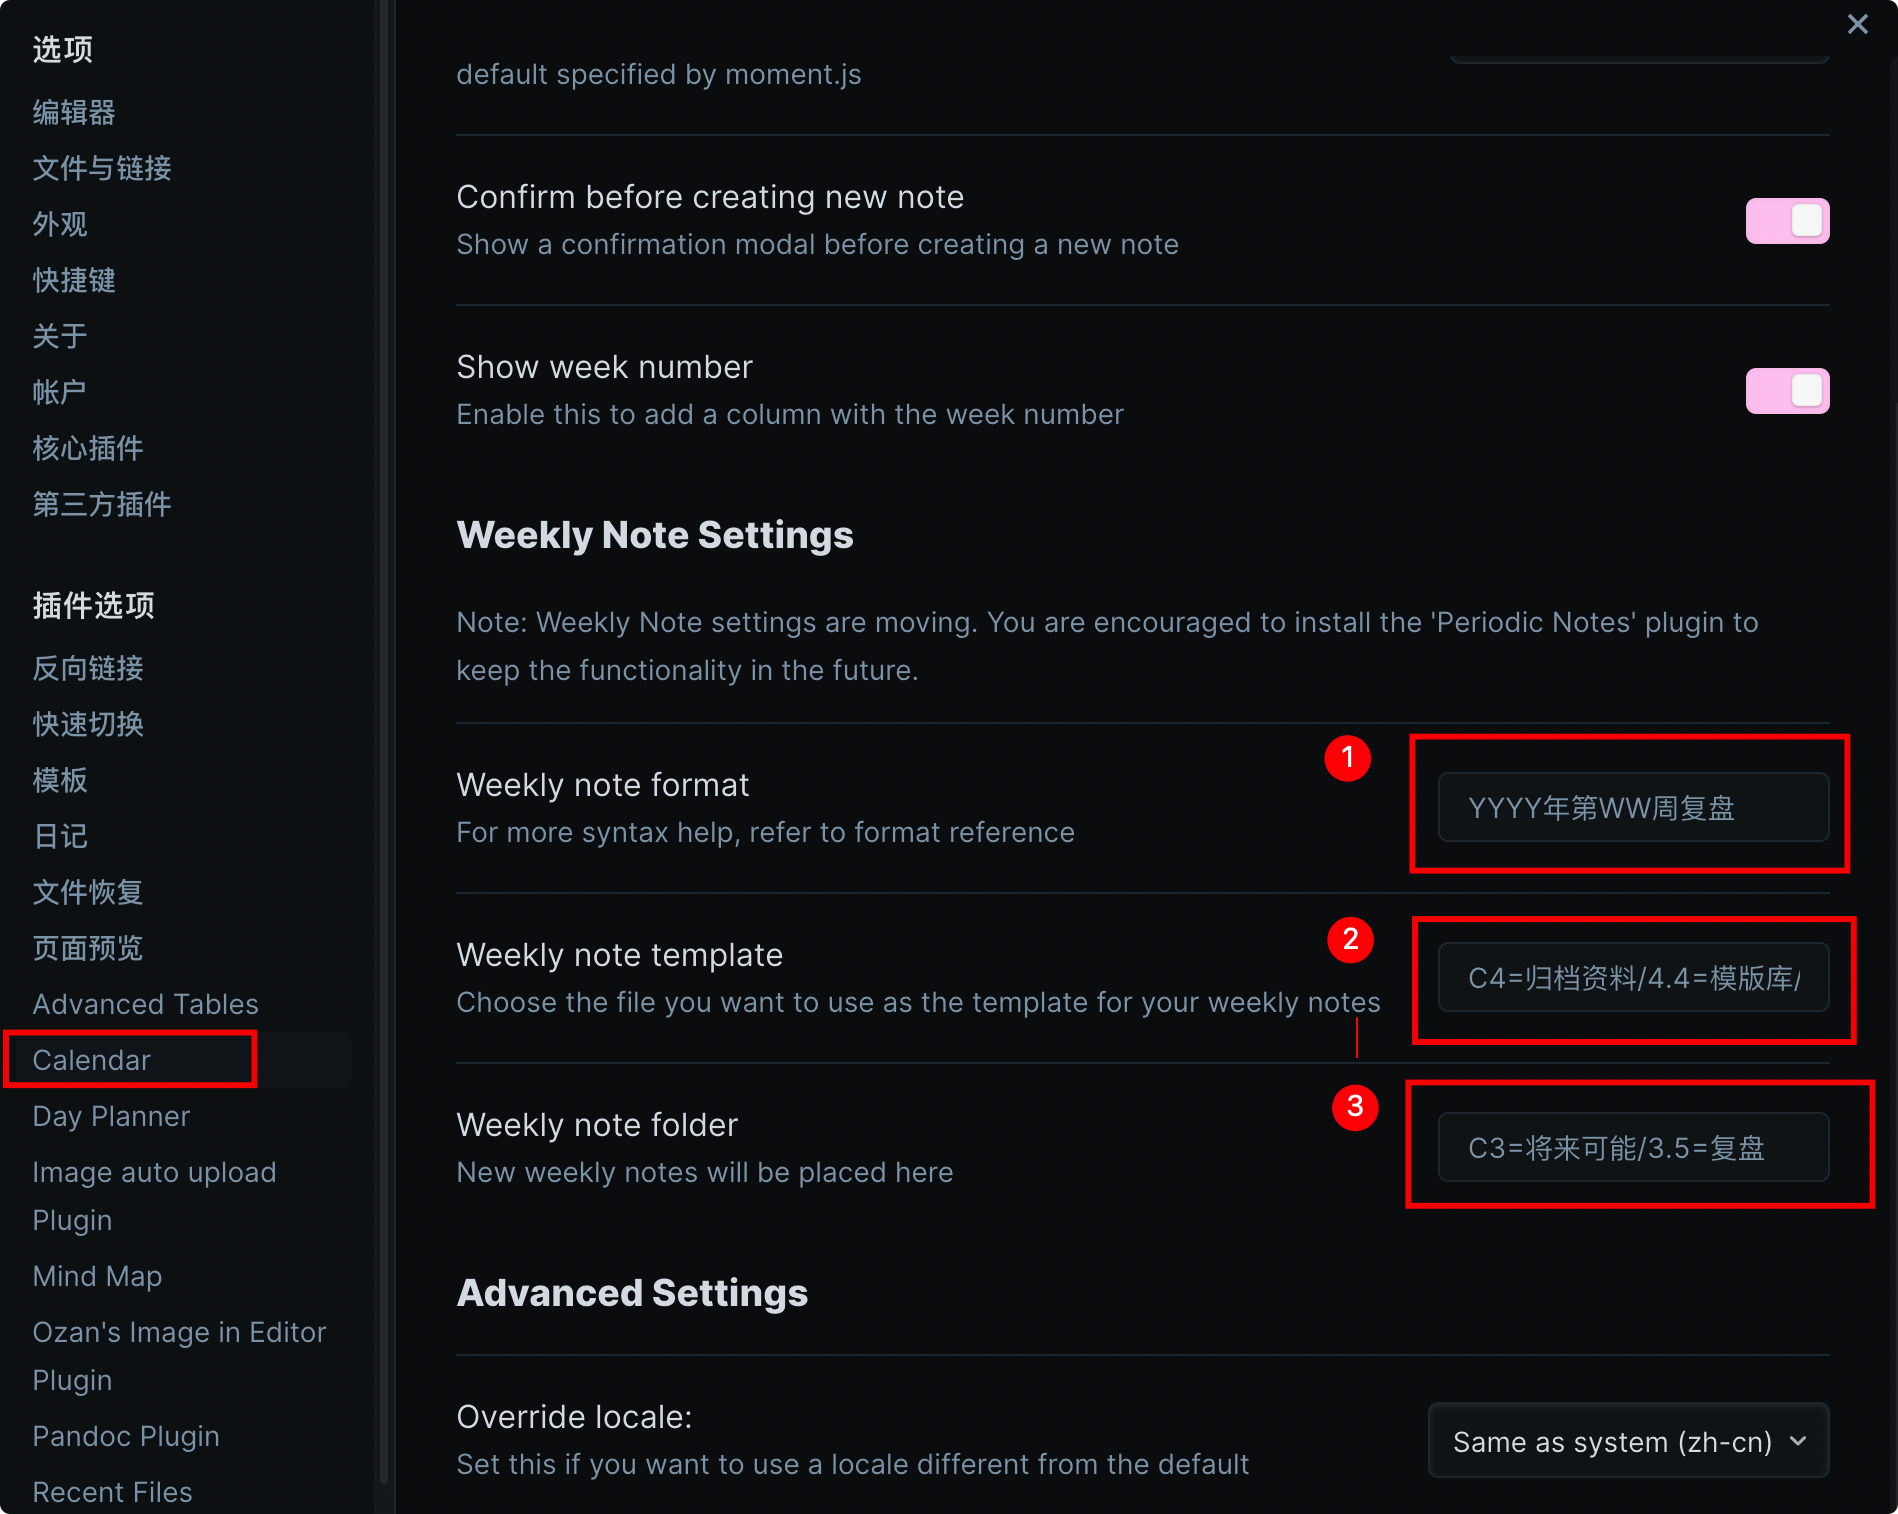 选项
编辑器
文件与链接
外观
快捷键
关于
帐户
核心插件
第三方插件
插件选项
反向链接
快速切换
模板
日记
文件恢复
页面预览
Advanced Tables
Calendar
Day Planner
Image auto upload
Plugin
Mind Map
Ozan's Image in Editor
Plugin
Pandoc Plugin
Recent Files
default specified by moment.js
Confirm before creating new note
Show a confirmation modal before creating a new note
Show week number
Enable this to add a column with the week number
Weekly Note Settings
Note: Weekly Note settings are moving. You are encouraged to install the 'Periodic Notes' plugin to
keep the functionality in the future.
Weekly note format
For more syntax help, refer to format reference
1
YYYY年第WW周复盘
Weekly note template
Choose the file you want to use as the template for your weekly notes
2
C4=归档资料/4.4=模版库/
Weekly note folder
New weekly notes will be placed here
3
C3=将来可能/3.5=复盘
Advanced Settings
Override locale:
Set this if you want to use a locale different from the default
Same as system (zh-cn)